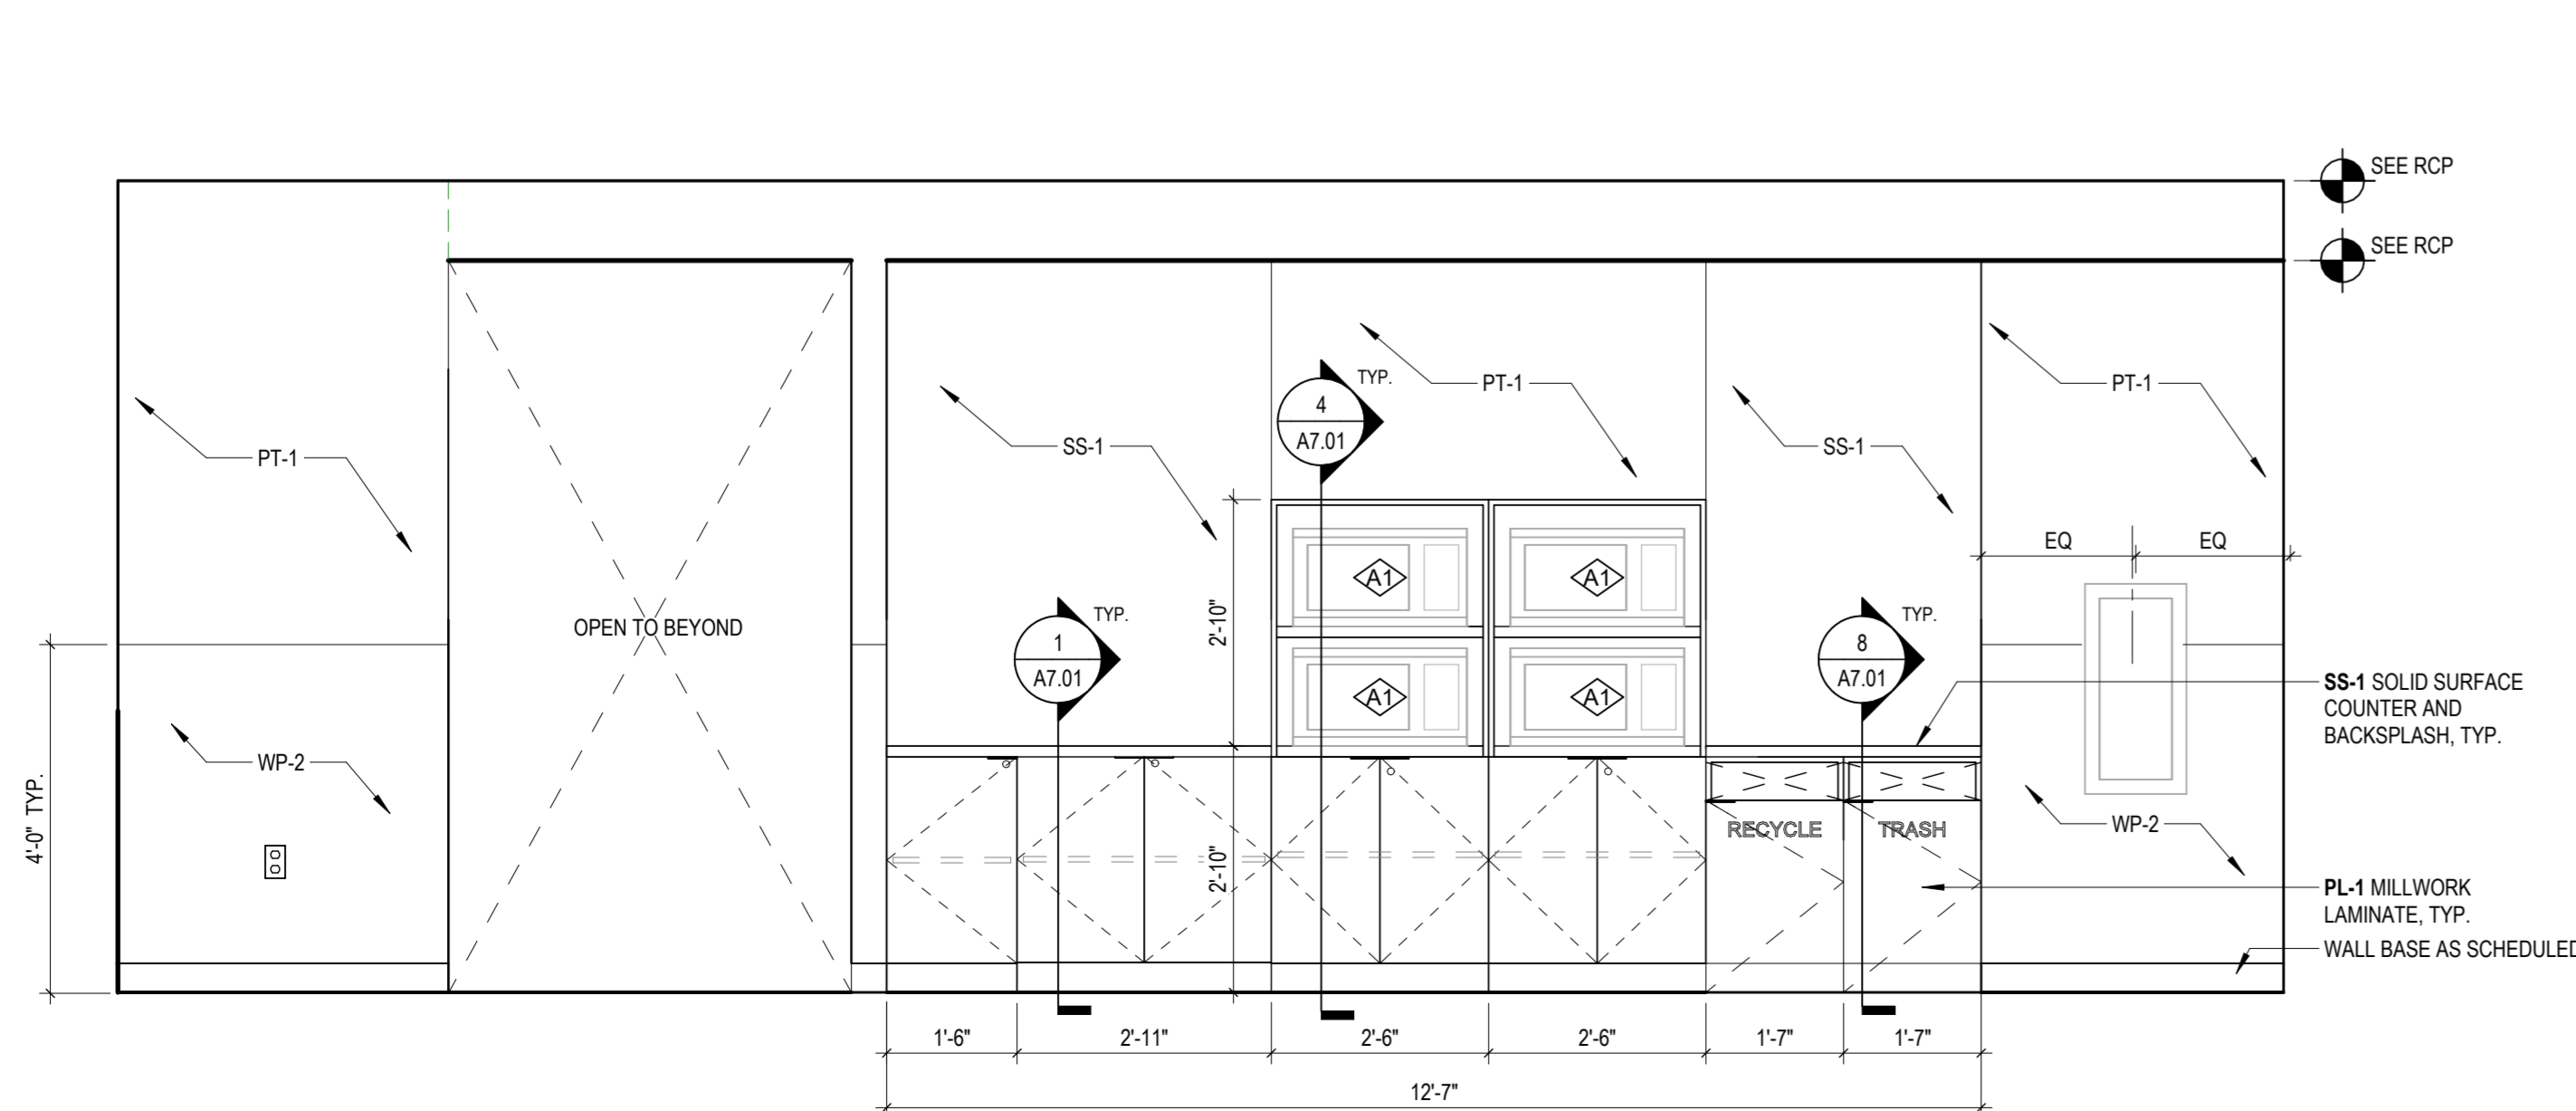 SEE RCP
SEE RCP
TYP.
4
A7.01
PT-1
PT-1
PT-1
SS-1
SS-1
EQ
EQ
A1
A1
2'-10"
OPEN TO BEYOND
TYP.
1
A7.01
TYP.
8
A7.01
A1
A1
SS-1 SOLID SURFACE
COUNTER AND
BACKSPLASH, TYP.
WP-2
4'-0" TYP.
RECYCLE
TRASH
WP-2
2'-10"
PL-1 MILLWORK
LAMINATE, TYP.
WALL BASE AS SCHEDULED
1'-6"
2'-11"
2'-6"
2'-6"
1'-7"
1'-7"
12'-7"